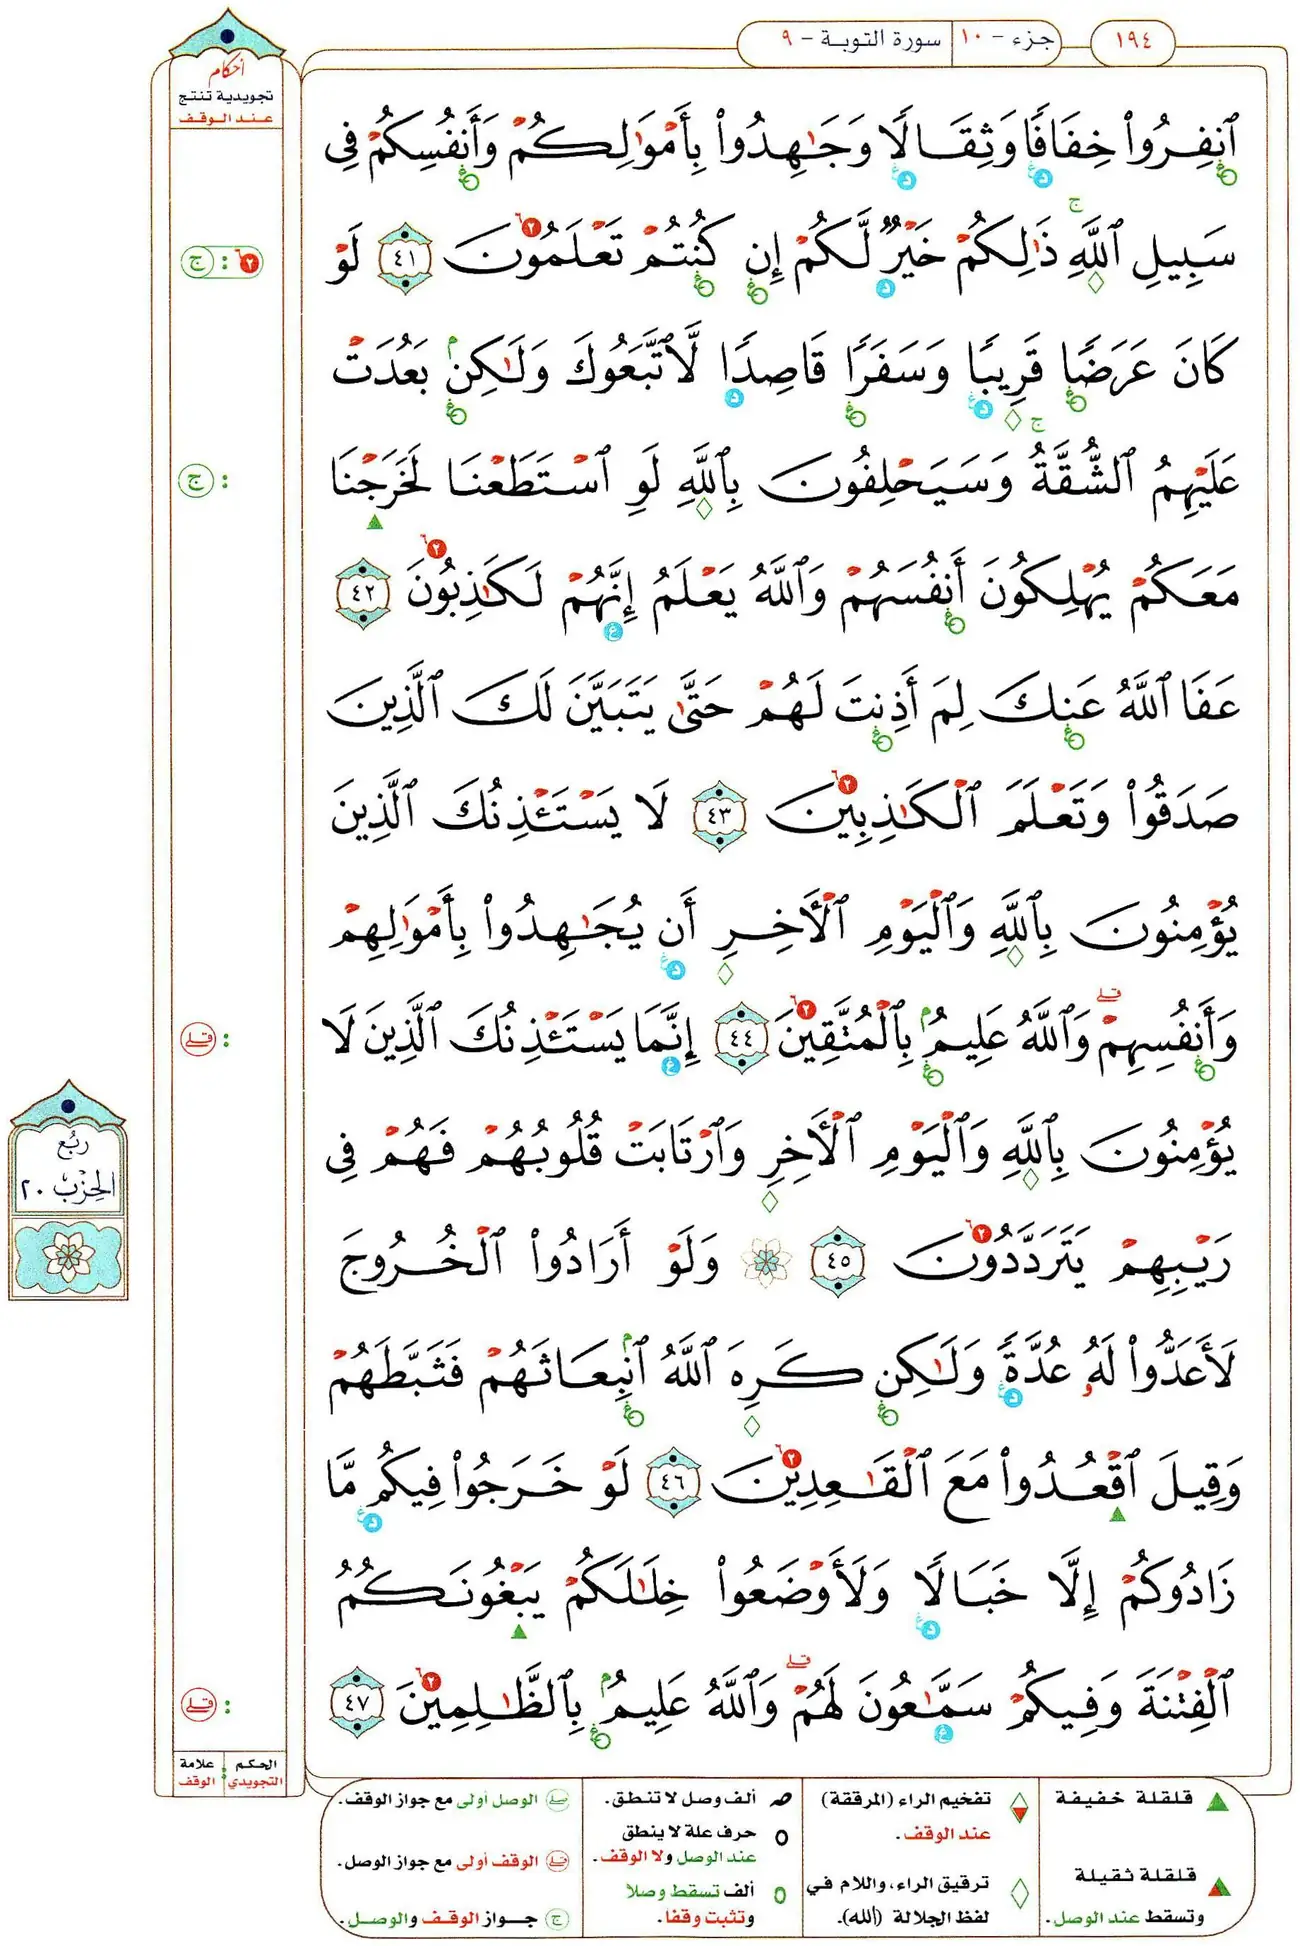 ١٩٤
جزء - ١٠
سورة التوبة - ٩
أحكام
تجويدية تنتج
عند الوقف
ٱنفِرُوا۟ خِفَافًا وَثِقَالًا وَجَـٰهِدُوا۟ بِأَمْوَٰلِكُمْ وَأَنفُسِكُمْ فِى
سَبِيلِ ٱللَّهِ ۚ ذَٰلِكُمْ خَيْرٌ لَّكُمْ إِن كُنتُمْ تَعْلَمُونَ ٤١ لَوْ
كَانَ عَرَضًا قَرِيبًا وَسَفَرًا قَاصِدًا لَّٱتَّبَعُوكَ وَلَـٰكِنۢ بَعُدَتْ
عَلَيْهِمُ ٱلشُّقَّةُ ۚ وَسَيَحْلِفُونَ بِٱللَّهِ لَوِ ٱسْتَطَعْنَا لَخَرَجْنَا
مَعَكُمْ يُهْلِكُونَ أَنفُسَهُمْ وَٱللَّهُ يَعْلَمُ إِنَّهُمْ لَكَـٰذِبُونَ ٤٢
عَفَا ٱللَّهُ عَنكَ لِمَ أَذِنتَ لَهُمْ حَتَّىٰ يَتَبَيَّنَ لَكَ ٱلَّذِينَ
صَدَقُوا۟ وَتَعْلَمَ ٱلْكَـٰذِبِينَ ٤٣ لَا يَسْتَـْٔذِنُكَ ٱلَّذِينَ
يُؤْمِنُونَ بِٱللَّهِ وَٱلْيَوْمِ ٱلْـَٔاخِرِ أَن يُجَـٰهِدُوا۟ بِأَمْوَٰلِهِمْ
وَأَنفُسِهِمْ ۗ وَٱللَّهُ عَلِيمٌۢ بِٱلْمُتَّقِينَ ٤٤ إِنَّمَا يَسْتَـْٔذِنُكَ ٱلَّذِينَ لَا
يُؤْمِنُونَ بِٱللَّهِ وَٱلْيَوْمِ ٱلْـَٔاخِرِ وَٱرْتَابَتْ قُلُوبُهُمْ فَهُمْ فِى
رَيْبِهِمْ يَتَرَدَّدُونَ ٤٥ ۞ وَلَوْ أَرَادُوا۟ ٱلْخُرُوجَ
لَأَعَدُّوا۟ لَهُۥ عُدَّةً وَلَـٰكِن كَرِهَ ٱللَّهُ ٱنۢبِعَاثَهُمْ فَثَبَّطَهُمْ
وَقِيلَ ٱقْعُدُوا۟ مَعَ ٱلْقَـٰعِدِينَ ٤٦ لَوْ خَرَجُوا۟ فِيكُم مَّا
زَادُوكُمْ إِلَّا خَبَالًا وَلَأَوْضَعُوا۟ خِلَـٰلَكُمْ يَبْغُونَكُمُ
ٱلْفِتْنَةَ وَفِيكُمْ سَمَّـٰعُونَ لَهُمْ ۗ وَٱللَّهُ عَلِيمٌۢ بِٱلظَّـٰلِمِينَ ٤٧
٢ : ج
ج :
قلى :
قلى :
ربع
الحزب ٢٠
الحكم
التجويدي
علامة
الوقف
قلقلة خفيفة
قلقلة ثقيلة
وتسقط عند الوصل.
تفخيم الراء (المرققة)
عند الوقف.
ترقيق الراء، واللام في
لفظ الجلالة (الله).
ألف وصل لا تنطق.
حرف علة لا ينطق
عند الوصل ولا الوقف.
ألف تسقط وصلا
وتثبت وقفا.
صلى الوصل أولى مع جواز الوقف.
قلى الوقف أولى مع جواز الوصل.
ج جواز الوقف والوصل.